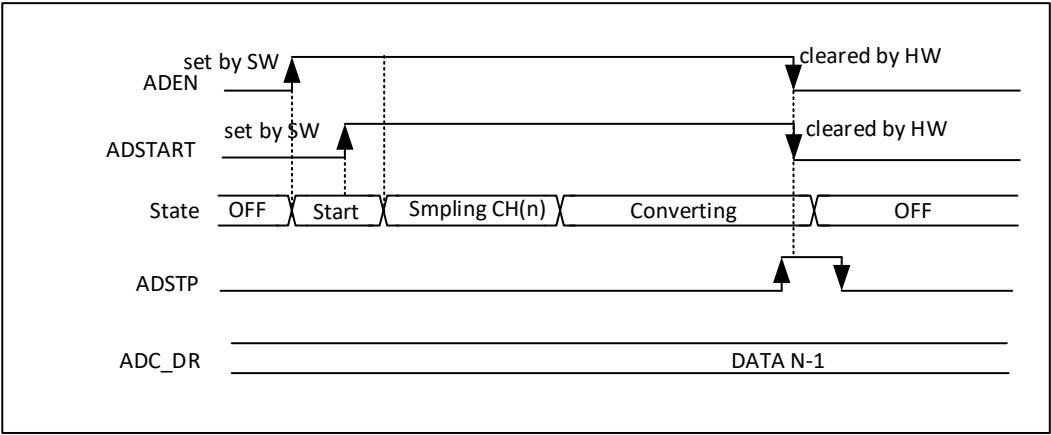 set by SW
cleared by HW
ADEN
set by SW
cleared by HW
ADSTART
State OFF Start Smpling CH(n) Converting OFF
ADSTP
ADC_DR DATA N-1